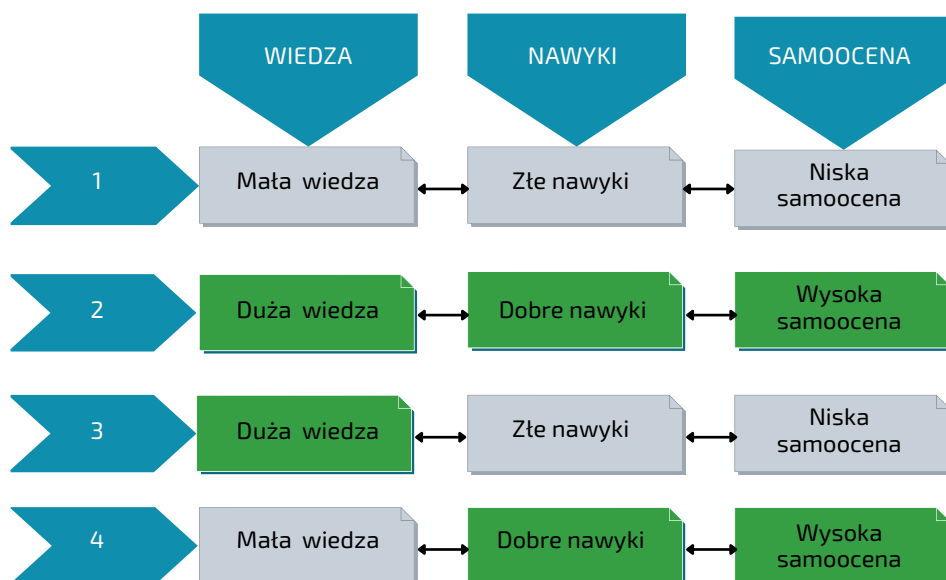 WIEDZA
NAWYKI
SAMOOCENA
1
Mała wiedza
Złe nawyki
Niska
samoocena
2
Duża wiedza
Dobre nawyki
Wysoka
samoocena
3
Duża wiedza
Złe nawyki
Niska
samoocena
4
Mała wiedza
Dobre nawyki
Wysoka
samoocena